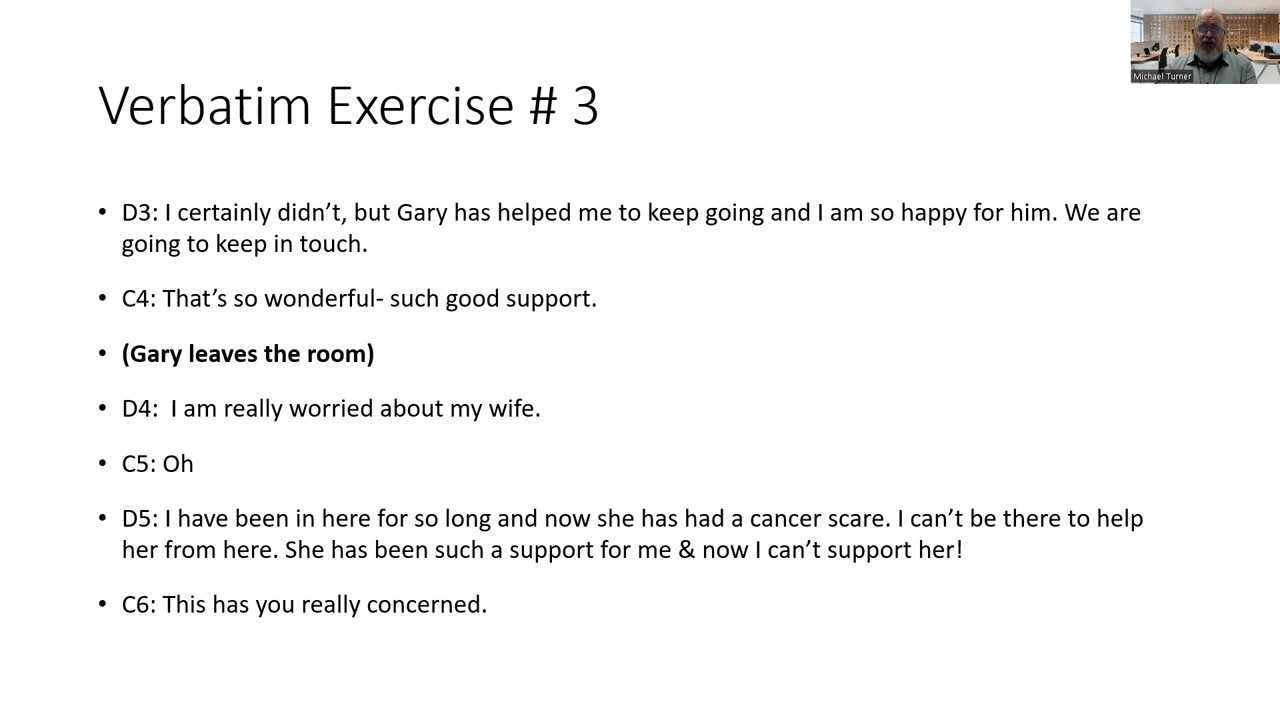 Michael Turner
Verbatim Exercise # 3
• D3: I certainly didn’t, but Gary has helped me to keep going and I am so happy for him. We are
going to keep in touch.
• C4: That’s so wonderful- such good support.
• (Gary leaves the room)
• D4:  I am really worried about my wife.
• C5: Oh
• D5: I have been in here for so long and now she has had a cancer scare. I can’t be there to help
her from here. She has been such a support for me & now I can’t support her!
• C6: This has you really concerned.